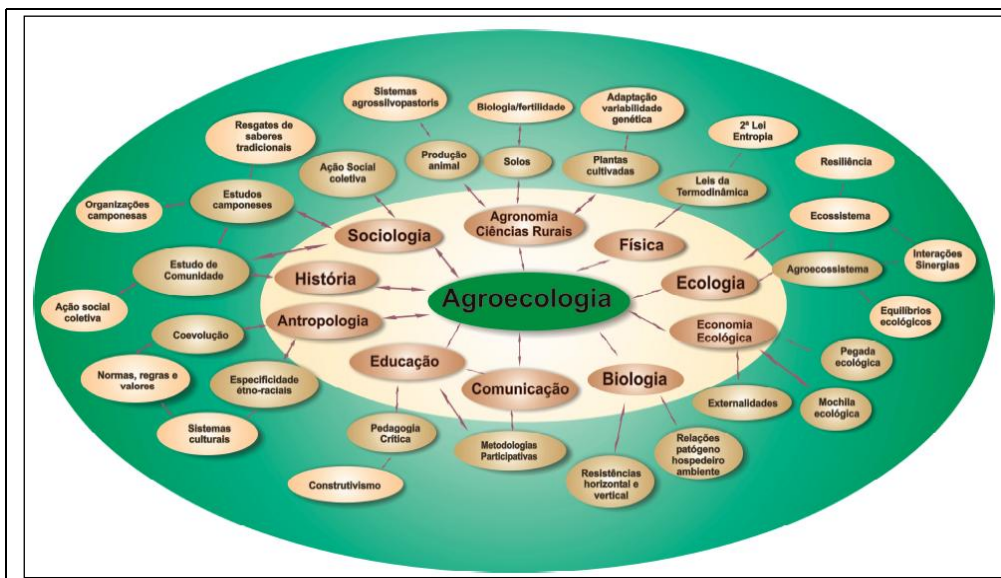 Sistemas
agrossilvopastoris
Biologia/fertilidade
Adaptação
variabilidade
genética
2ª Lei
Entropia
Resgates de
saberes
tradicionais
Ação Social
coletiva
Produção
animal
Solos
Plantas
cultivadas
Leis da
Termodinâmica
Resiliência
Organizações
camponesas
Estudos
camponeses
Sociologia
Agronomia
Ciências Rurais
Física
Ecossistema
Estudo de
Comunidade
História
Agroecologia
Ecologia
Agroecossistema
Interações
Sinergias
Ação social
coletiva
Coevolução
Antropologia
Economia
Ecológica
Equilíbrios
ecológicos
Normas, regras e
valores
Especificidade
étno-raciais
Educação
Comunicação
Biologia
Externalidades
Pegada
ecológica
Mochila
ecológica
Sistemas
culturais
Pedagogia
Crítica
Metodologias
Participativas
Relações
patógeno
hospedeiro
ambiente
Construtivismo
Resistências
horizontal e
vertical